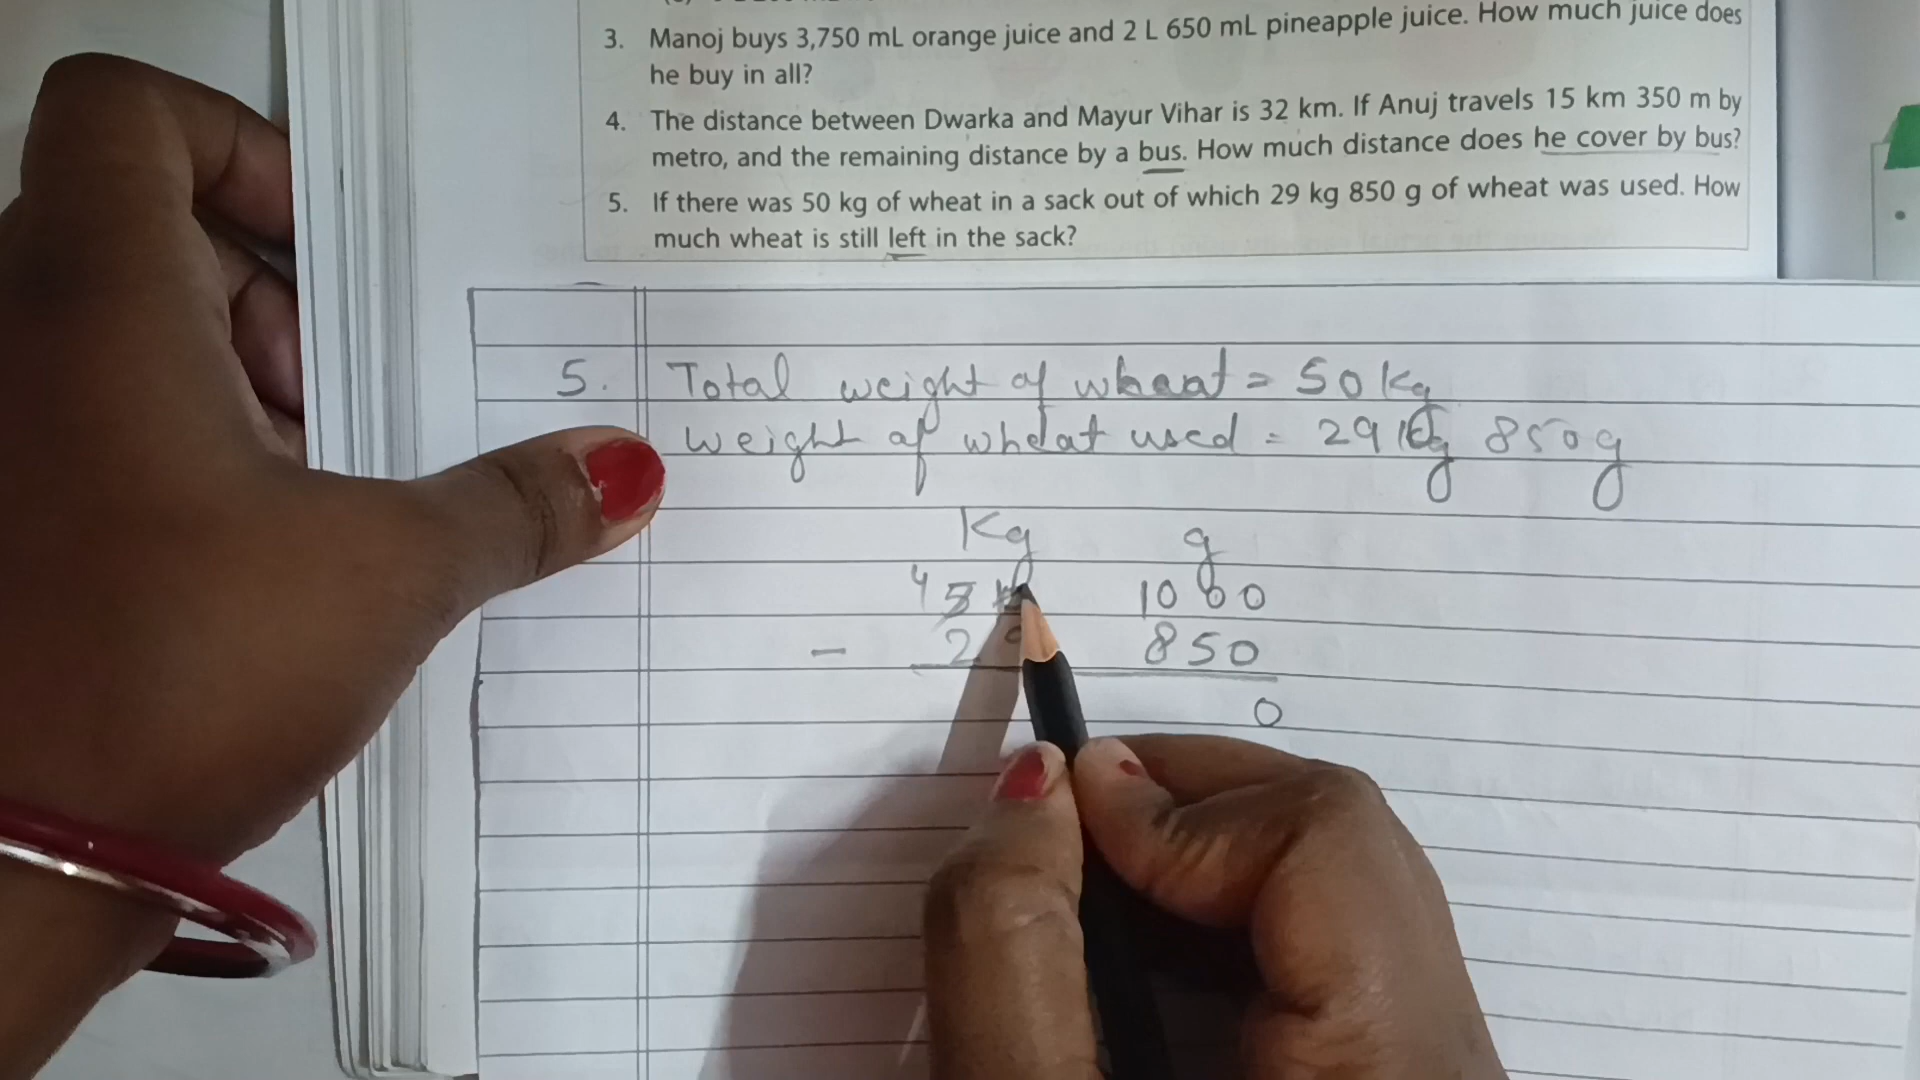 3. Manoj buys 3,750 mL orange juice and 2 L 650 mL pineapple juice. How much juice does
he buy in all?
4. The distance between Dwarka and Mayur Vihar is 32 km. If Anuj travels 15 km 350 m by
metro, and the remaining distance by a bus. How much distance does he cover by bus?
5. If there was 50 kg of wheat in a sack out of which 29 kg 850 g of wheat was used. How
much wheat is still left in the sack?
5. Total weight of wheat = 50 kg
weight of wheat used = 29 kg 850 g
Kg g
4 5 1000
- 2 850
0